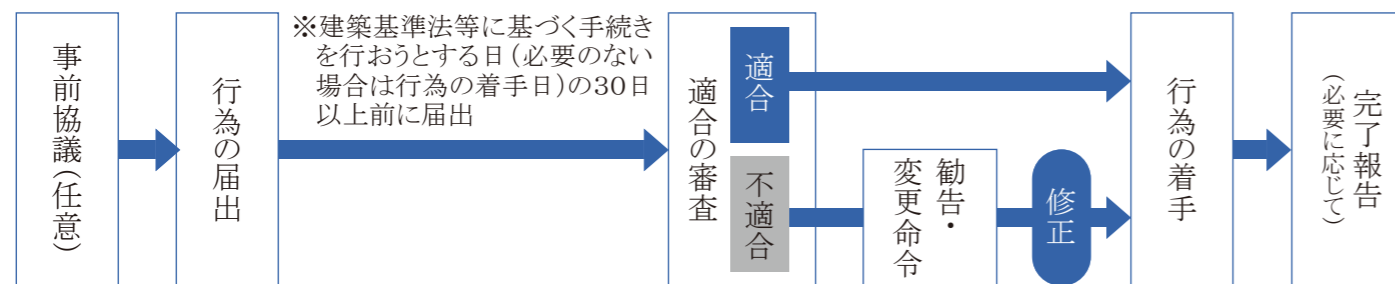 事前協議(任意)
行為の届出
※建築基準法等に基づく手続き
を行おうとする日(必要のない
場合は行為の着手日)の30日
以上前に届出
適合の審査
適合
不適合
勧告・
変更命令
修正
行為の着手
完了報告
(必要に応じて)